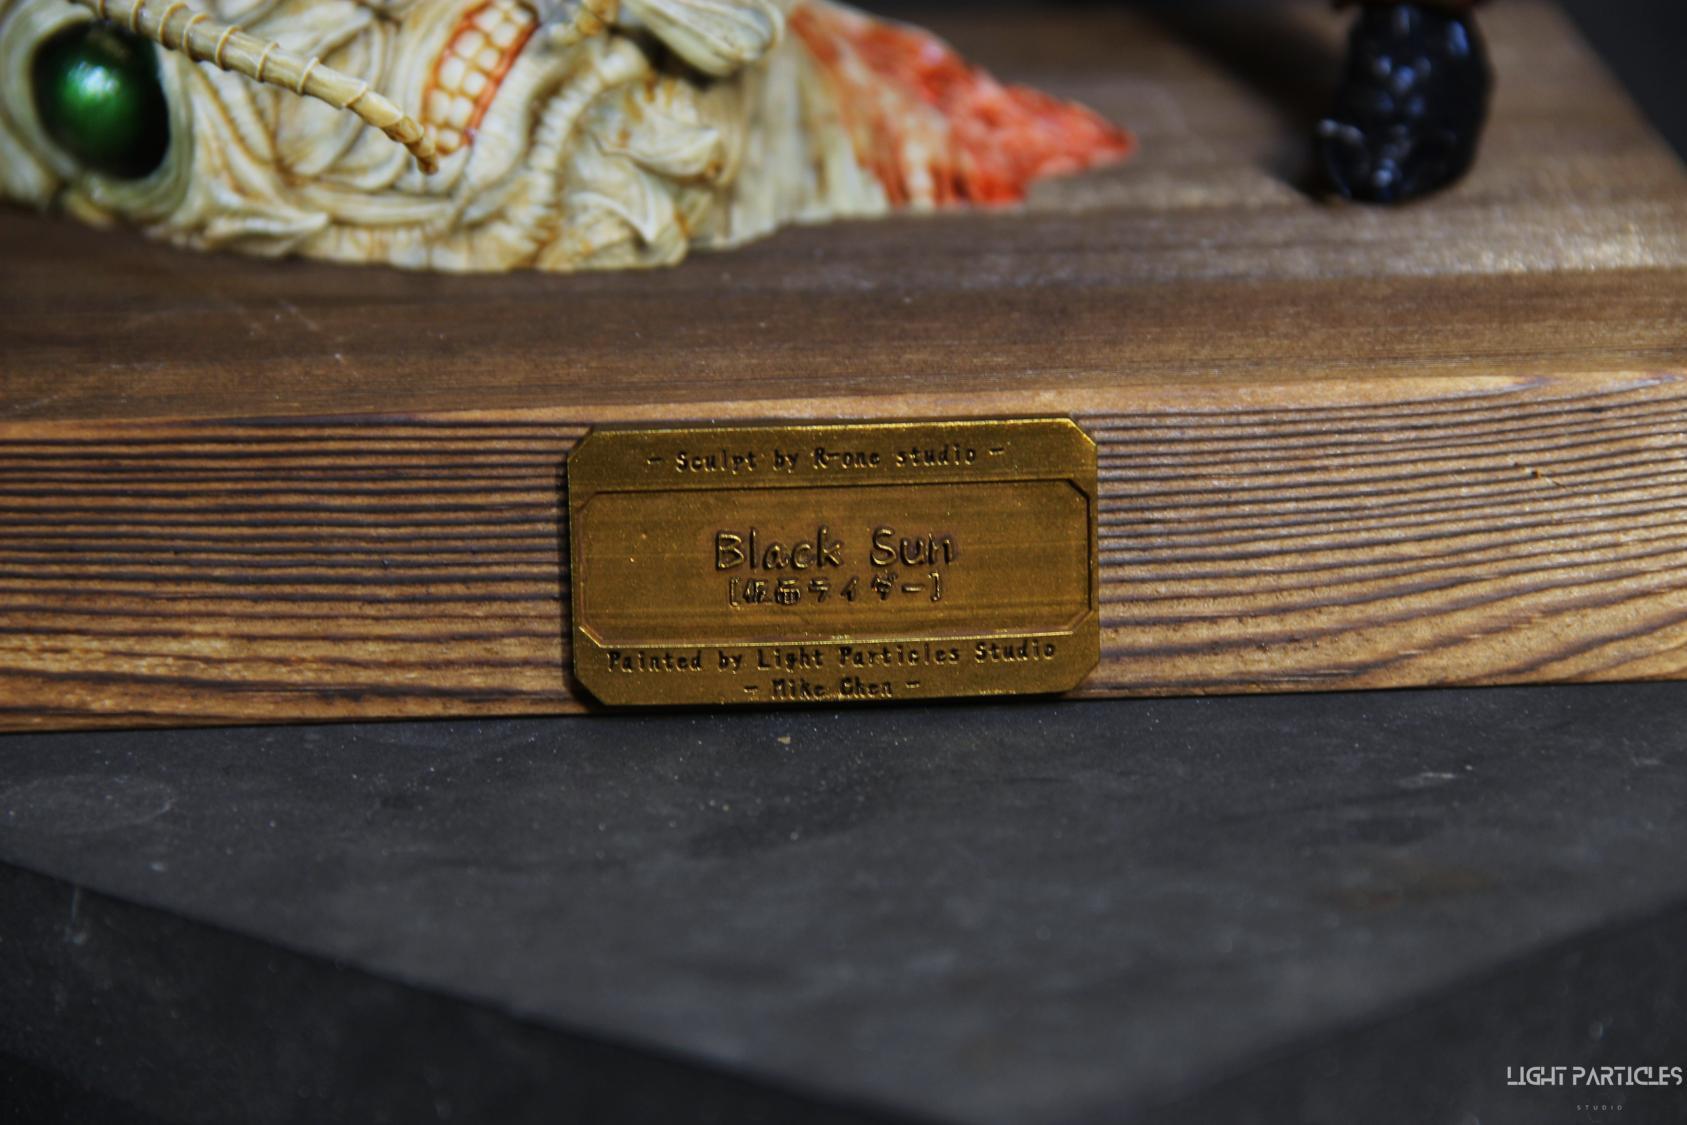 - Sculpt by R-one studio -
Black Sun
[仮面ライダー]
Painted by Light Particles Studio
- Mike Chen -
LIGHT PARTICLES
STUDIO